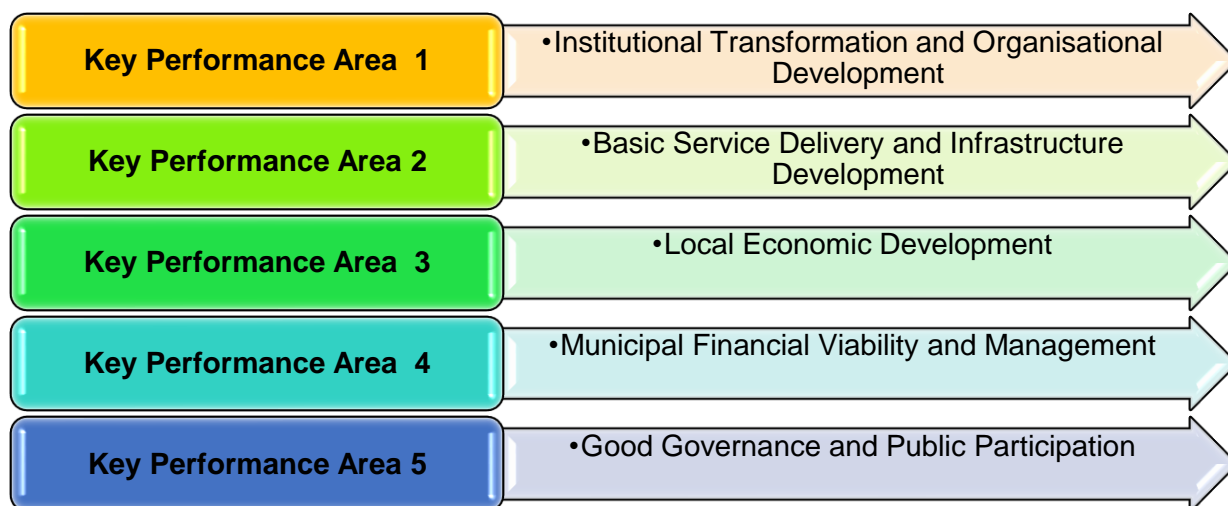 Key Performance Area 1
•Institutional Transformation and Organisational
Development
Key Performance Area 2
•Basic Service Delivery and Infrastructure
Development
Key Performance Area 3
•Local Economic Development
Key Performance Area 4
•Municipal Financial Viability and Management
Key Performance Area 5
•Good Governance and Public Participation